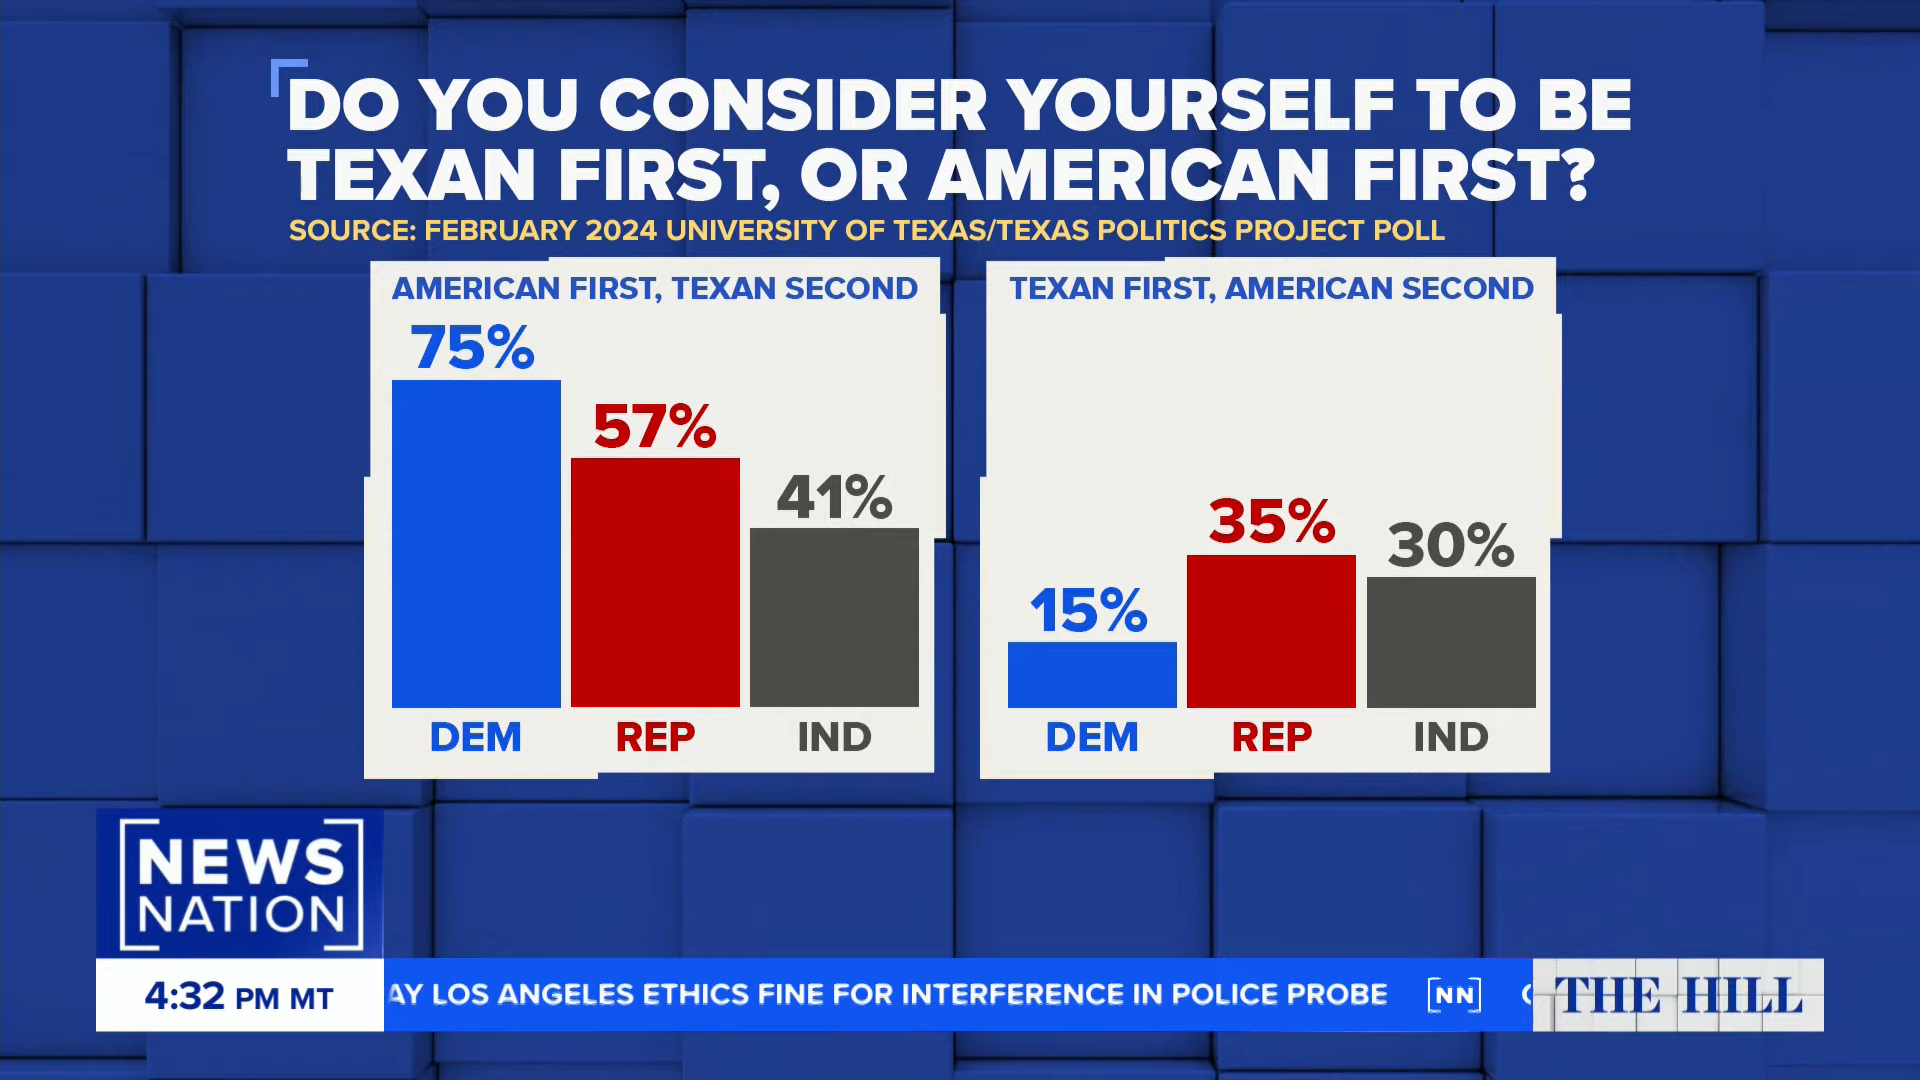 DO YOU CONSIDER YOURSELF TO BE
TEXAN FIRST, OR AMERICAN FIRST?
SOURCE: FEBRUARY 2024 UNIVERSITY OF TEXAS/TEXAS POLITICS PROJECT POLL
AMERICAN FIRST, TEXAN SECOND
75%
57%
41%
DEM
REP
IND
TEXAN FIRST, AMERICAN SECOND
15%
35%
30%
DEM
REP
IND
NEWS
NATION
4:32 PM MT
AY LOS ANGELES ETHICS FINE FOR INTERFERENCE IN POLICE PROBE
NN
THE HILL